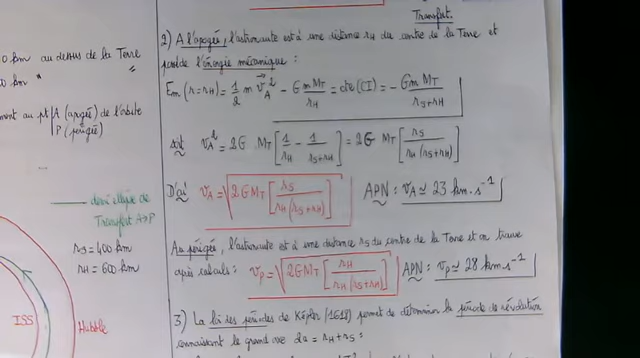 Transfert.
0 km au dessus de la Terre
00 km "
ment au pt | A (apogée) de l'orbite
P (périgée)
demi ellipse de
Transfert A→P
rs = 400 km
rH = 600 km
ISS
Hubble
2) A l'apogée, l'astronaute est à une distance rH du centre de la Terre et
possède l'énergie mécanique :
Em (r=rH) = 1/2 m v⃗A² - GmMT/rH = cte (CI) = - GmMT/(rs+rH)
soit vA² = 2G MT [1/rH - 1/(rs+rH)] = 2G MT [rs/(rH(rs+rH))]
D'où vA = √(2GMT [rs/(rH(rs+rH))]) APN : vA ≃ 23 km.s⁻¹
Au périgée, l'astronaute est à une distance rs du centre de la Terre et on trouve
après calculs : vP = √(2GMT [rH/(rH(rs+rH))]) APN : vP ≃ 28 km s⁻¹
3) La loi des périodes de Képler (1618) permet de déterminer la période de révolution
connaissant le grand axe 2a = rH+rs :